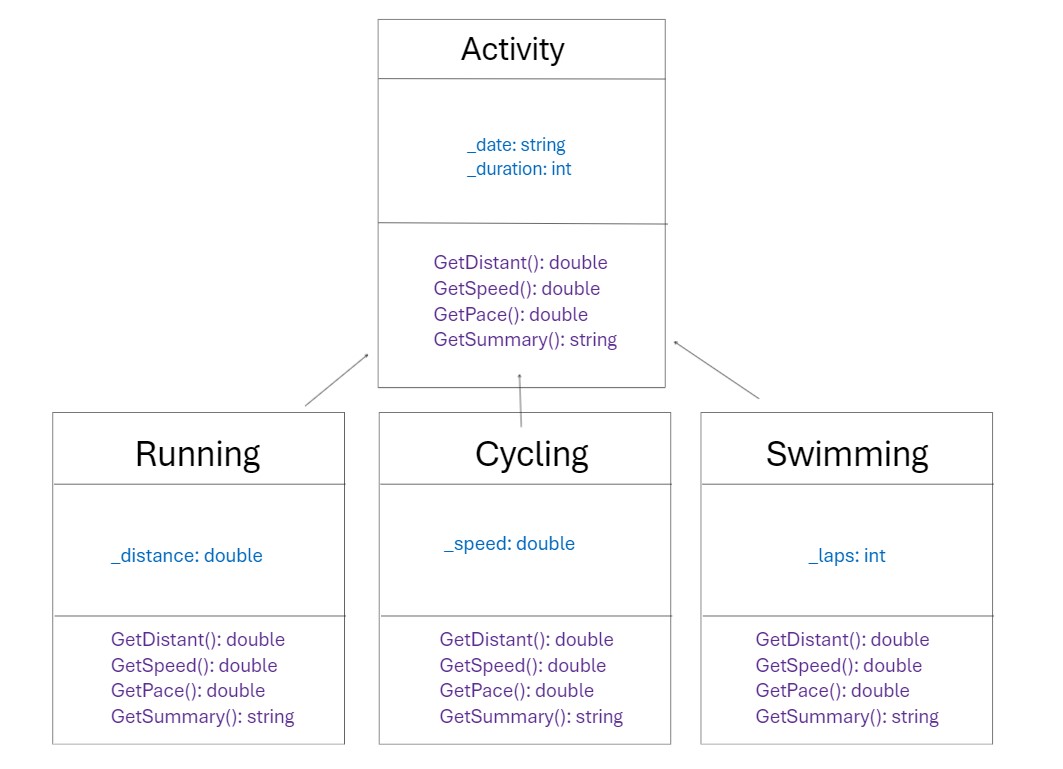 Activity
_date: string
_duration: int
GetDistant(): double
GetSpeed(): double
GetPace(): double
GetSummary(): string
Running
_distance: double
GetDistant(): double
GetSpeed(): double
GetPace(): double
GetSummary(): string
Cycling
_speed: double
GetDistant(): double
GetSpeed(): double
GetPace(): double
GetSummary(): string
Swimming
_laps: int
GetDistant(): double
GetSpeed(): double
GetPace(): double
GetSummary(): string